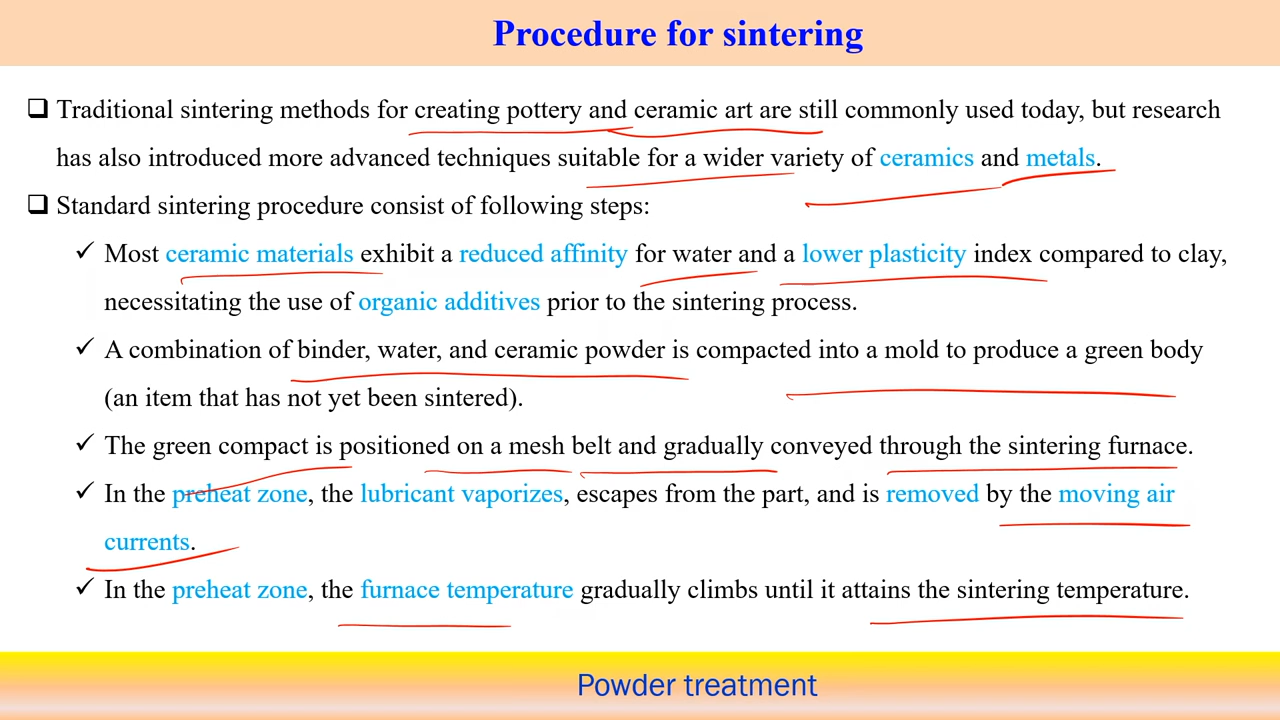 Procedure for sintering
❑ Traditional sintering methods for creating pottery and ceramic art are still commonly used today, but research
has also introduced more advanced techniques suitable for a wider variety of ceramics and metals.
❑ Standard sintering procedure consist of following steps:
✓ Most ceramic materials exhibit a reduced affinity for water and a lower plasticity index compared to clay,
necessitating the use of organic additives prior to the sintering process.
✓ A combination of binder, water, and ceramic powder is compacted into a mold to produce a green body
(an item that has not yet been sintered).
✓ The green compact is positioned on a mesh belt and gradually conveyed through the sintering furnace.
✓ In the preheat zone, the lubricant vaporizes, escapes from the part, and is removed by the moving air
currents.
✓ In the preheat zone, the furnace temperature gradually climbs until it attains the sintering temperature.
Powder treatment